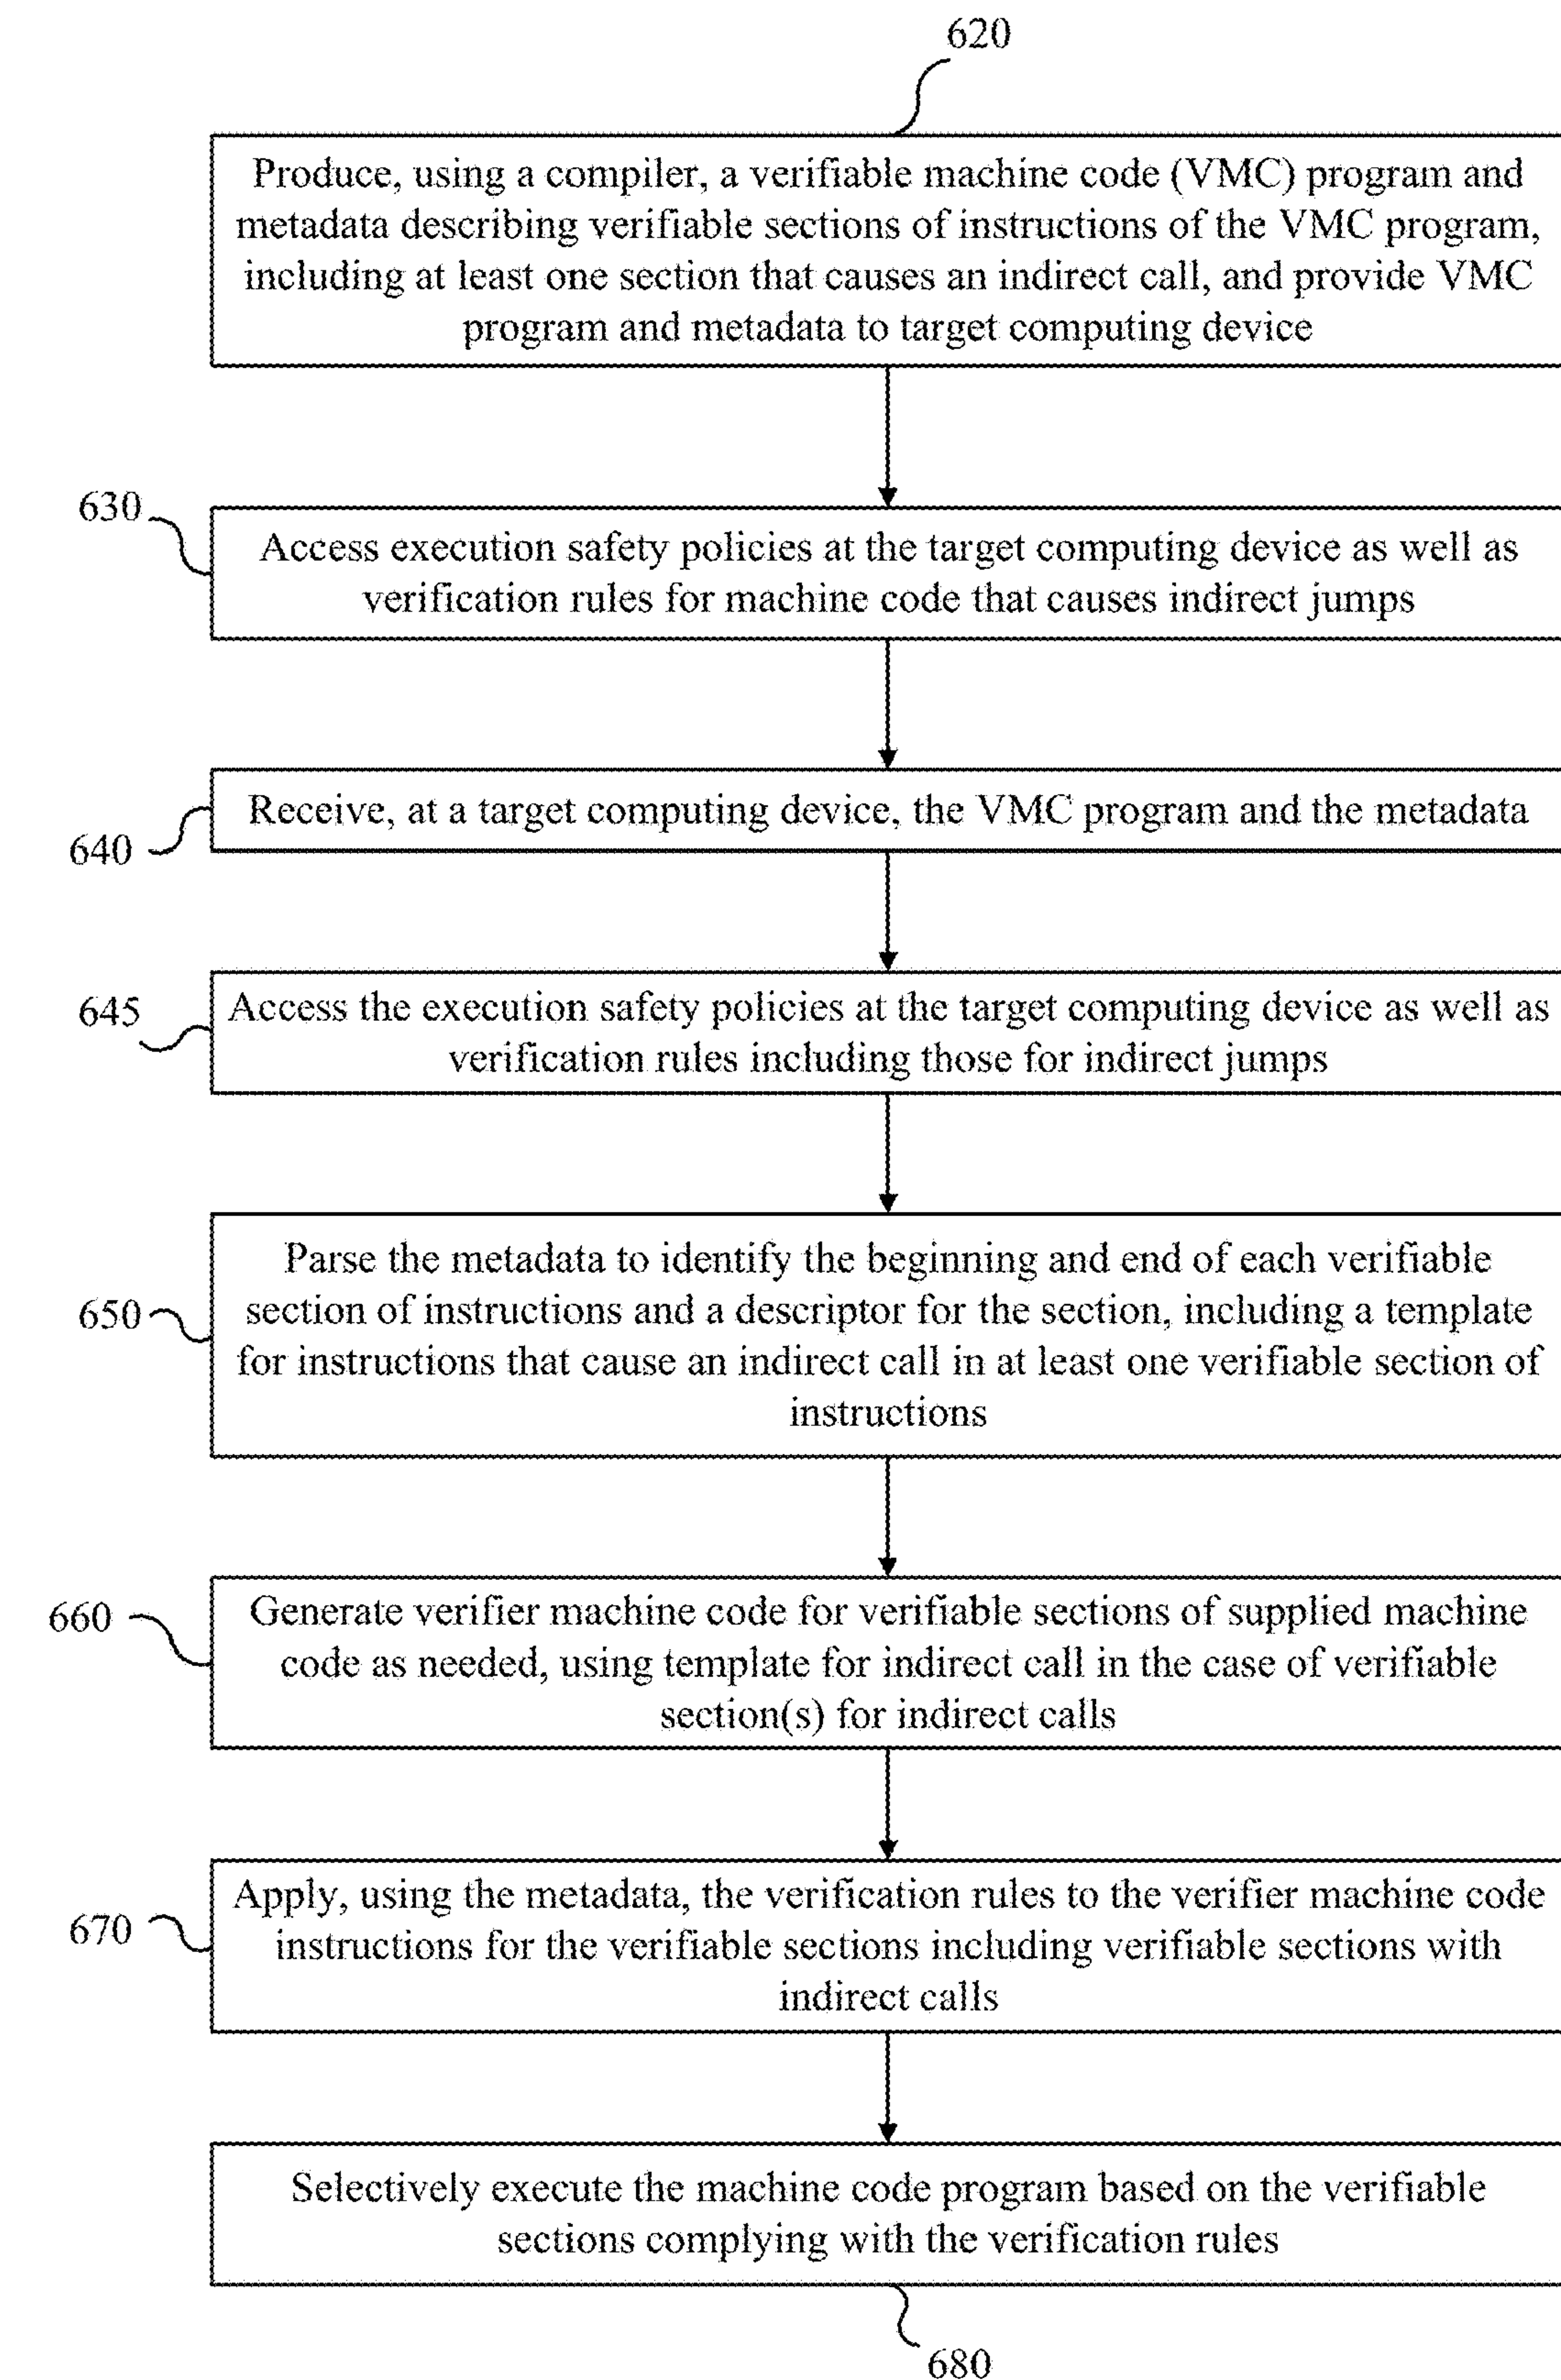 620
Produce, using a compiler, a verifiable machine code (VMC) program and
metadata describing verifiable sections of instructions of the VMC program,
including at least one section that causes an indirect call, and provide VMC
program and metadata to target computing device
630
Access execution safety policies at the target computing device as well as
verification rules for machine code that causes indirect jumps
Receive, at a target computing device, the VMC program and the metadata
640
645
Access the execution safety policies at the target computing device as well as
verification rules including those for indirect jumps
Parse the metadata to identify the beginning and end of each verifiable
section of instructions and a descriptor for the section, including a template
650
for instructions that cause an indirect call in at least one verifiable section of
instructions
660
Generate verifier machine code for verifiable sections of supplied machine
code as needed, using template for indirect call in the case of verifiable
section(s) for indirect calls
Apply, using the metadata, the verification rules to the verifier machine code
670
instructions for the verifiable sections including verifiable sections with
indirect calls
Selectively execute the machine code program based on the verifiable
sections complying with the verification rules
680